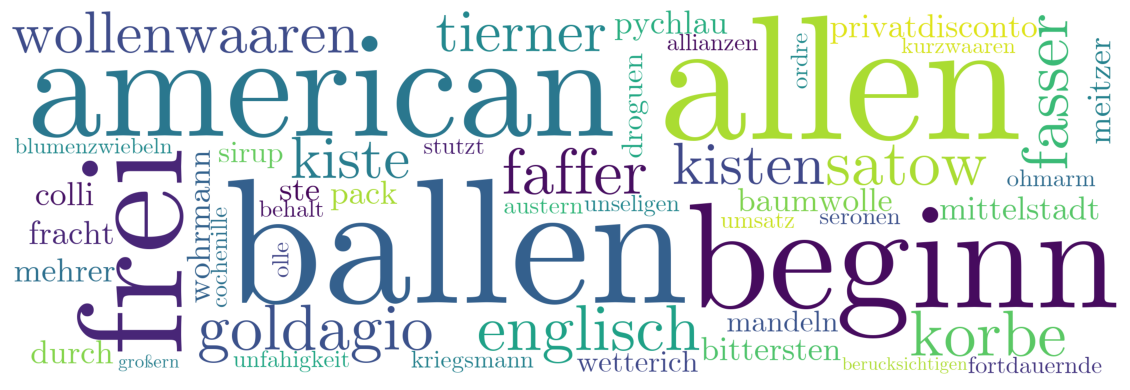 wollenwaaren
tierner
pychlau
privatdisconto
allianzen
kurzwaaren
ordre
american
allen
fasser
meitzer
droguen
blumenzwiebeln
sirup
kiste
stutzt
faffer
kisten
satow
ohmarm
frei
colli
wohrmann
ste
pack
behalt
austern
unseligen
baumwolle
mittelstadt
umsatz
seronen
fracht
cochenille
olle
ballen
beginn
mehrer
goldagio
englisch
mandeln
korbe
durch
großern
unfahigkeit
kriegsmann
wetterich
bittersten
berucksichtigen
fortdauernde